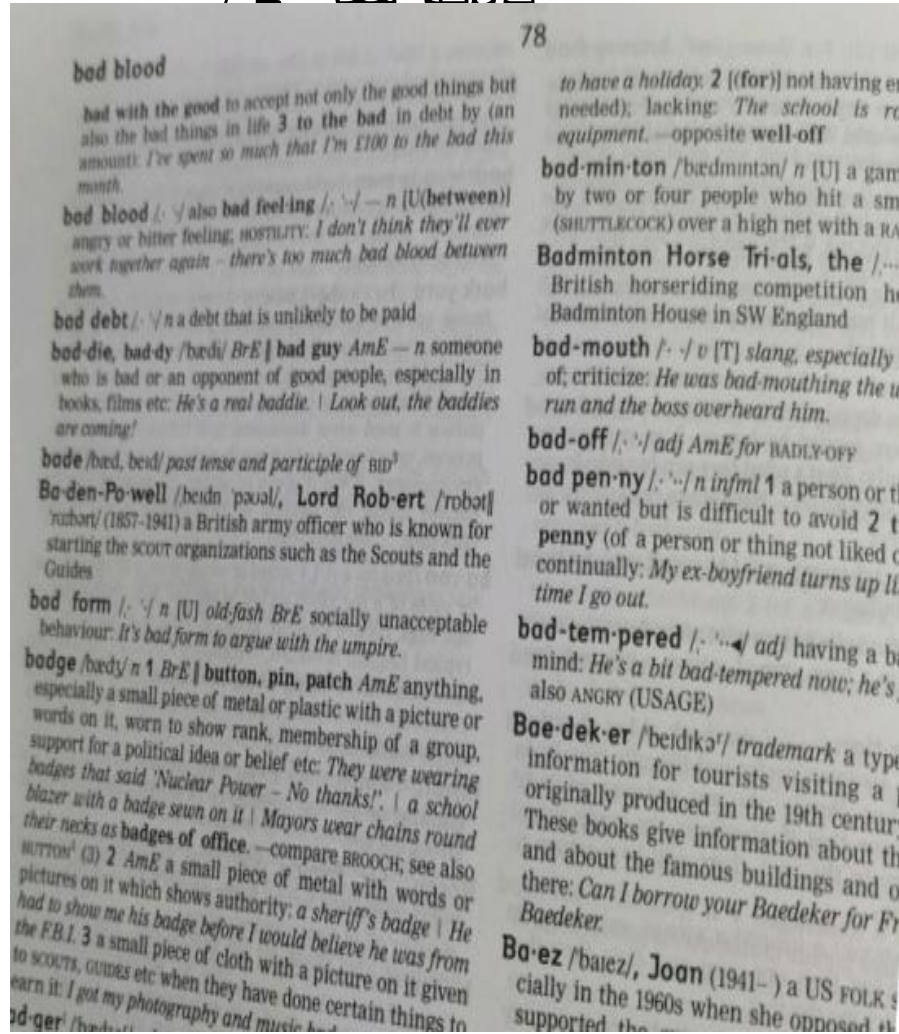 78
bad blood
bad with the good to accept not only the good things but
also the bad things in life 3 to the bad in debt by (an
amount): I've spent so much that I'm £100 to the bad this
month.
bad blood /ˌ· ˈ·/ also bad feel·ing /ˌ· ˈ··/ — n [U(between)]
angry or bitter feeling; HOSTILITY: I don't think they'll ever
work together again – there's too much bad blood between
them.
bad debt /ˌ· ˈ·/ n a debt that is unlikely to be paid
bad·die, bad·dy /bædi/ BrE ‖ bad guy AmE — n someone
who is bad or an opponent of good people, especially in
books, films etc: He's a real baddie. | Look out, the baddies
are coming!
bade /bæd, beɪd/ past tense and participle of BID³
Ba·den-Po·well /ˌbeɪdn ˈpəʊəl/, Lord Rob·ert /ˈrɒbət‖
ˈrɑːbərt/ (1857-1941) a British army officer who is known for
starting the SCOUT organizations such as the Scouts and the
Guides
bad form /ˌ· ˈ·/ n [U] old-fash BrE socially unacceptable
behaviour: It's bad form to argue with the umpire.
badge /bædʒ/ n 1 BrE ‖ button, pin, patch AmE anything,
especially a small piece of metal or plastic with a picture or
words on it, worn to show rank, membership of a group,
support for a political idea or belief etc: They were wearing
badges that said 'Nuclear Power – No thanks!'. | a school
blazer with a badge sewn on it | Mayors wear chains round
their necks as badges of office. —compare BROOCH; see also
BUTTON¹ (3) 2 AmE a small piece of metal with words or
pictures on it which shows authority: a sheriff's badge | He
had to show me his badge before I would believe he was from
the F.B.I. 3 a small piece of cloth with a picture on it given
to SCOUTS, GUIDES etc when they have done certain things to
earn it: I got my photography and music
to have a holiday. 2 [(for)] not having
needed); lacking: The school is
equipment. —opposite well-off
bad·min·ton /bædmɪntən/ n [U] a
by two or four people who hit a
(SHUTTLECOCK) over a high net with a
Badminton Horse Tri·als, the
British horseriding competition
Badminton House in SW England
bad-mouth /ˈ· ·/ v [T] slang, especially
of; criticize: He was bad-mouthing the
run and the boss overheard him.
bad-off /ˌ· ˈ·/ adj AmE for BADLY-OFF
bad pen·ny /ˌ· ˈ··/ n infml 1 a person or
or wanted but is difficult to avoid 2
penny (of a person or thing not liked
continually: My ex-boyfriend turns up
time I go out.
bad-tem·pered /ˌ· ˈ··◂/ adj having a
mind: He's a bit bad-tempered now; he's
also ANGRY (USAGE)
Bae·dek·er /ˈbeɪdɪkəʳ/ trademark a type
information for tourists visiting a
originally produced in the 19th
These books give information about
and about the famous buildings and
there: Can I borrow your Baedeker for
Baedeker.
Ba·ez /ˈbaɪez/, Joan (1941– ) a US FOLK
cially in the 1960s when she opposed
supported the